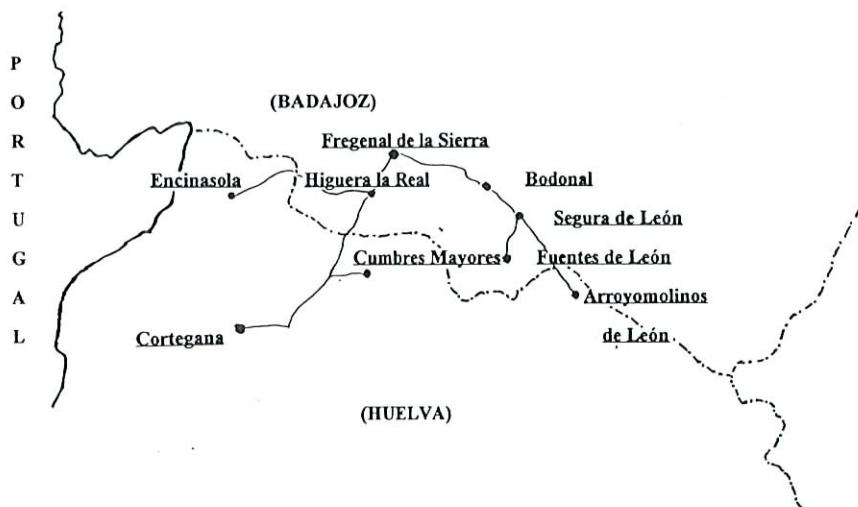 PORTUGAL
(BADAJOZ)
Fregenal de la Sierra
Encinasola
Higuera la Real
Bodonal
Segura de León
Cumbres Mayores
Fuentes de León
Arroyomolinos
de León
Cortegana
(HUELVA)